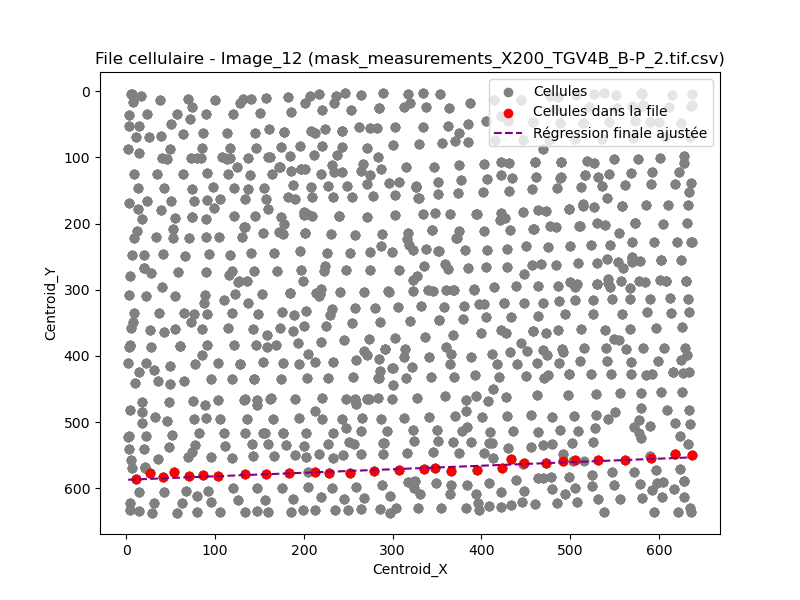 File cellulaire - Image_12 (mask_measurements_X200_TGV4B_B-P_2.tif.csv)
Cellules
Cellules dans la file
Régression finale ajustée
Centroid_Y
0
100
200
300
400
500
600
0 100 200 300 400 500 600
Centroid_X